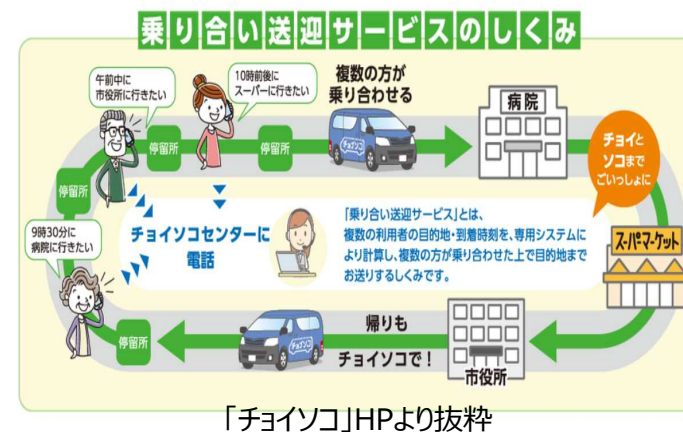 乗り合い送迎サービスのしくみ
午前中に
市役所に行きたい
10時前後に
スーパーに行きたい
複数の方が
乗り合わせる
病院
チョイと
ソコまで
ごいっしょに
停留所
停留所
停留所
チョイソコ
9時30分に
病院に行きたい
チョイソコセンターに
電話
「乗り合い送迎サービス」とは、
複数の利用者の目的地・到着時刻を、専用システムに
より計算し、複数の方が乗り合わせた上で目的地まで
お送りするしくみです。
スーパーマーケット
停留所
チョイソコ
帰りも
チョイソコで!
市役所
「チョイソコ」HPより抜粋